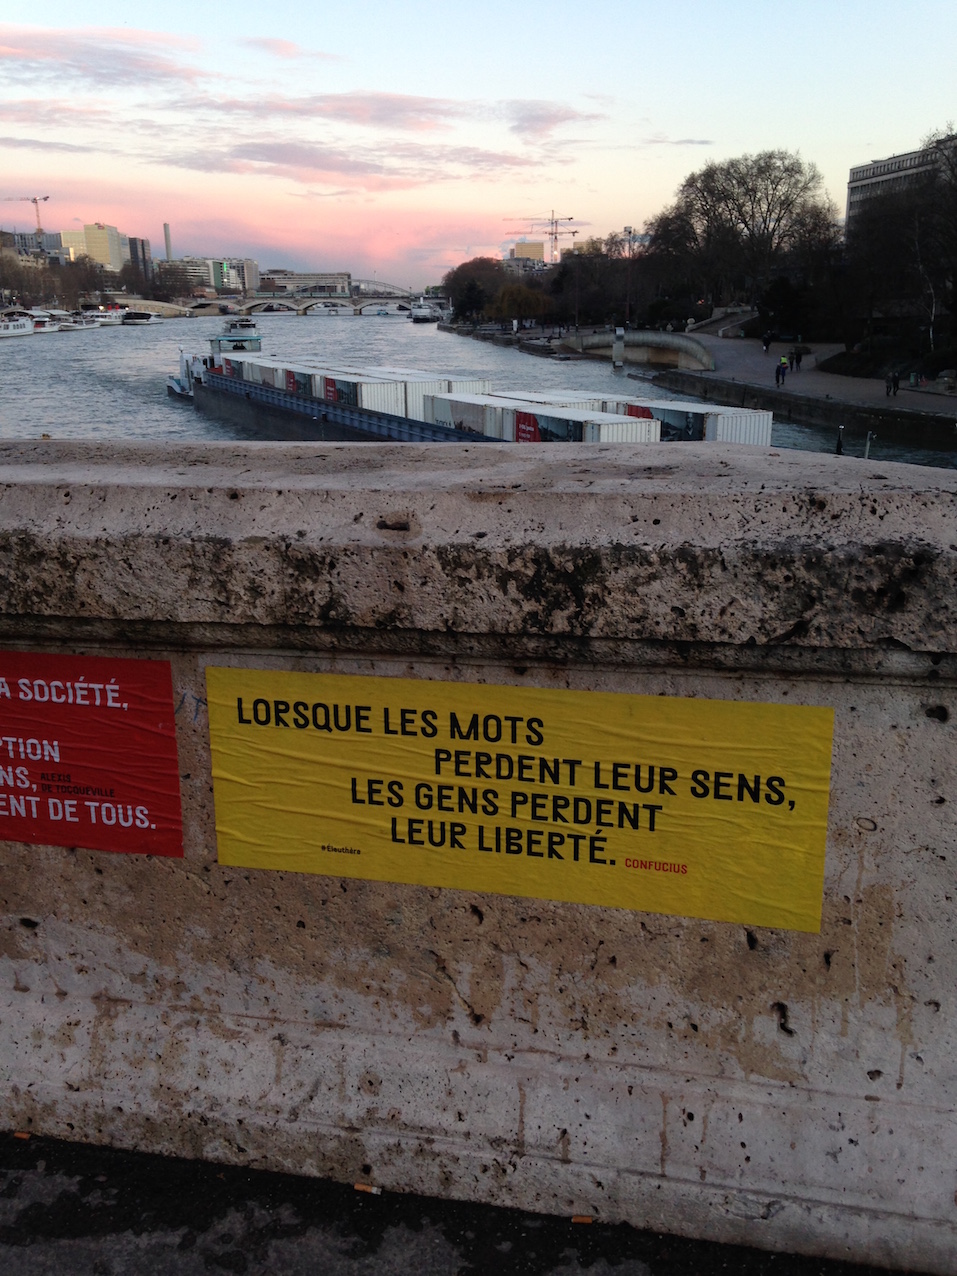 A SOCIÉTÉ,
PTION
NS,
ALEXIS
DE TOCQUEVILLE
ENT DE TOUS.
LORSQUE LES MOTS
PERDENT LEUR SENS,
LES GENS PERDENT
LEUR LIBERTÉ.
CONFUCIUS
#Éleuthéra